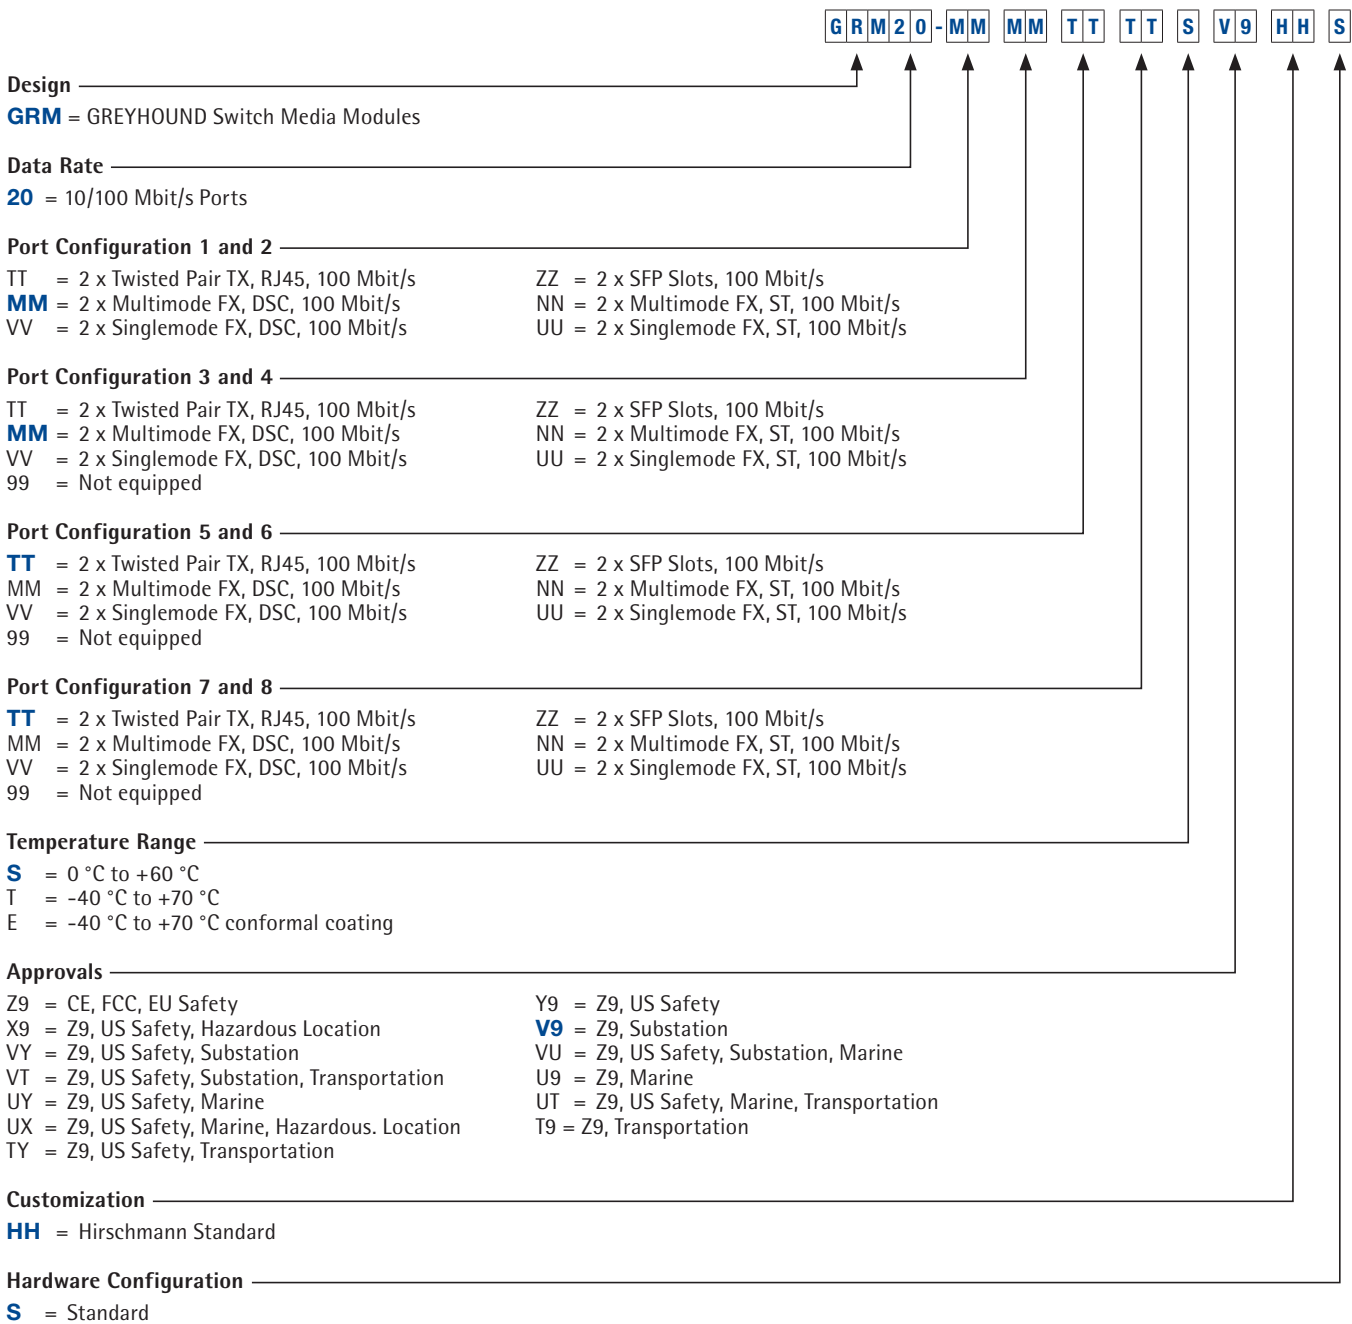 GRM20-MM MM TT TT S V9 HH S
Design
GRM = GREYHOUND Switch Media Modules
Data Rate
20 = 10/100 Mbit/s Ports
Port Configuration 1 and 2
TT = 2 x Twisted Pair TX, RJ45, 100 Mbit/s ZZ = 2 x SFP Slots, 100 Mbit/s
MM = 2 x Multimode FX, DSC, 100 Mbit/s NN = 2 x Multimode FX, ST, 100 Mbit/s
VV = 2 x Singlemode FX, DSC, 100 Mbit/s UU = 2 x Singlemode FX, ST, 100 Mbit/s
Port Configuration 3 and 4
TT = 2 x Twisted Pair TX, RJ45, 100 Mbit/s ZZ = 2 x SFP Slots, 100 Mbit/s
MM = 2 x Multimode FX, DSC, 100 Mbit/s NN = 2 x Multimode FX, ST, 100 Mbit/s
VV = 2 x Singlemode FX, DSC, 100 Mbit/s UU = 2 x Singlemode FX, ST, 100 Mbit/s
99 = Not equipped
Port Configuration 5 and 6
TT = 2 x Twisted Pair TX, RJ45, 100 Mbit/s ZZ = 2 x SFP Slots, 100 Mbit/s
MM = 2 x Multimode FX, DSC, 100 Mbit/s NN = 2 x Multimode FX, ST, 100 Mbit/s
VV = 2 x Singlemode FX, DSC, 100 Mbit/s UU = 2 x Singlemode FX, ST, 100 Mbit/s
99 = Not equipped
Port Configuration 7 and 8
TT = 2 x Twisted Pair TX, RJ45, 100 Mbit/s ZZ = 2 x SFP Slots, 100 Mbit/s
MM = 2 x Multimode FX, DSC, 100 Mbit/s NN = 2 x Multimode FX, ST, 100 Mbit/s
VV = 2 x Singlemode FX, DSC, 100 Mbit/s UU = 2 x Singlemode FX, ST, 100 Mbit/s
99 = Not equipped
Temperature Range
S = 0 °C to +60 °C
T = -40 °C to +70 °C
E = -40 °C to +70 °C conformal coating
Approvals
Z9 = CE, FCC, EU Safety Y9 = Z9, US Safety
X9 = Z9, US Safety, Hazardous Location V9 = Z9, Substation
VY = Z9, US Safety, Substation VU = Z9, US Safety, Substation, Marine
VT = Z9, US Safety, Substation, Transportation U9 = Z9, Marine
UY = Z9, US Safety, Marine UT = Z9, US Safety, Marine, Transportation
UX = Z9, US Safety, Marine, Hazardous. Location T9 = Z9, Transportation
TY = Z9, US Safety, Transportation
Customization
HH = Hirschmann Standard
Hardware Configuration
S = Standard